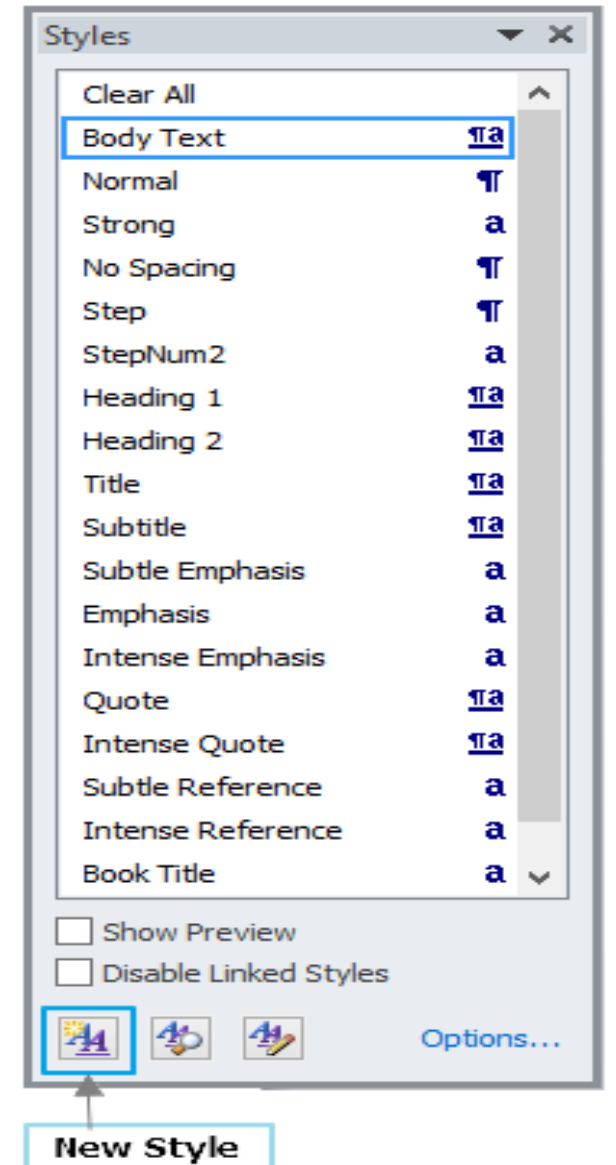 Styles
Clear All
Body Text ¶a
Normal ¶
Strong a
No Spacing ¶
Step ¶
StepNum2 a
Heading 1 ¶a
Heading 2 ¶a
Title ¶a
Subtitle ¶a
Subtle Emphasis a
Emphasis a
Intense Emphasis a
Quote ¶a
Intense Quote ¶a
Subtle Reference a
Intense Reference a
Book Title a
Show Preview
Disable Linked Styles
Options...
New Style